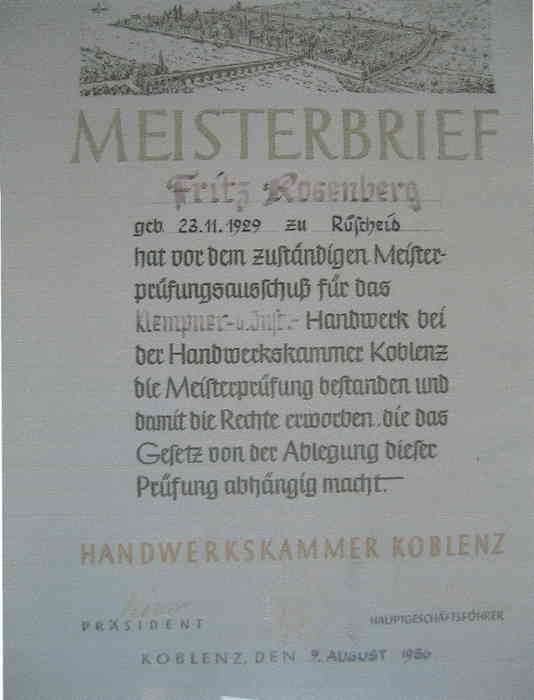 MEISTERBRIEF
Fritz Rosenberg
geb. 23.11.1929 zu Rüscheid
hat vor dem zuständigen Meister-
prüfungsausschuß für das
Klempner-u.Inst.- Handwerk bei
der Handwerkskammer Koblenz
die Meisterprüfung bestanden und
damit die Rechte erworben, die das
Gesetz von der Ablegung dieser
Prüfung abhängig macht.
HANDWERKSKAMMER KOBLENZ
PRÄSIDENT
HAUPTGESCHÄFTSFÜHRER
KOBLENZ, DEN 9. AUGUST